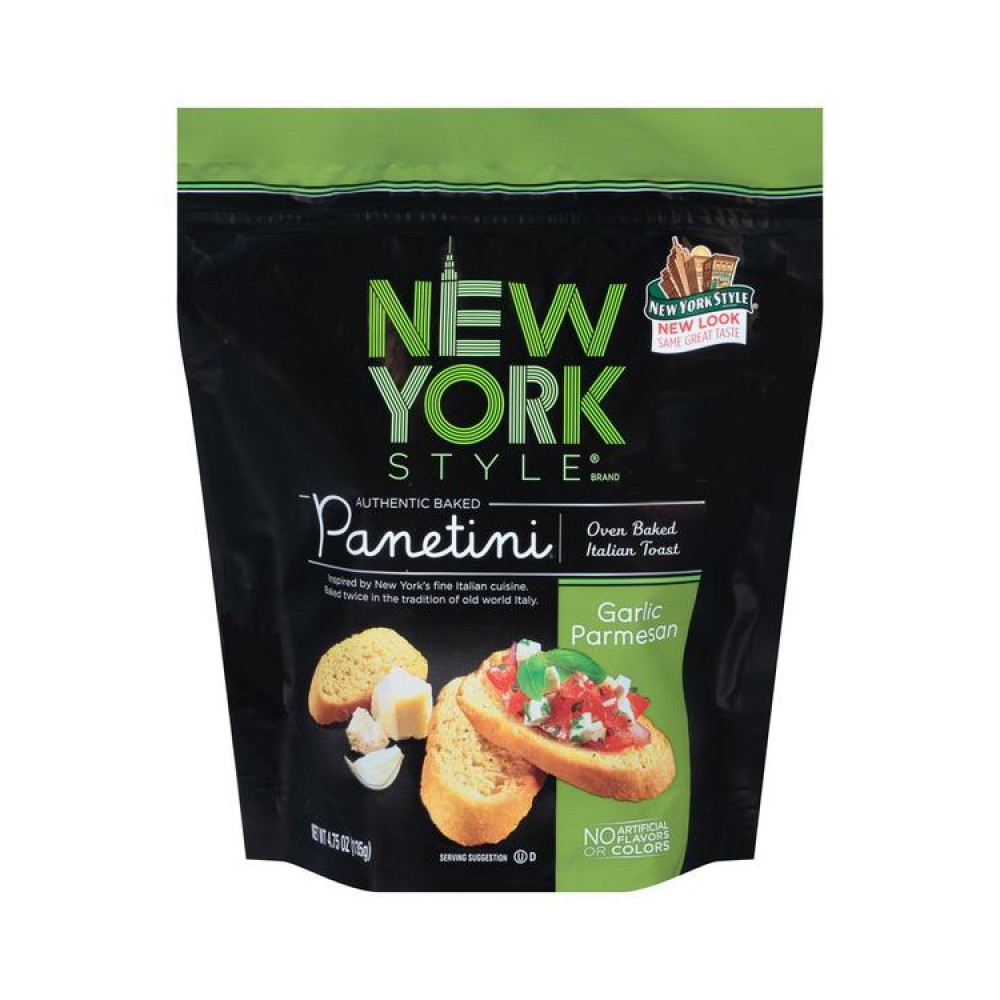 NEW
YORK
STYLE®
BRAND
NEW YORK STYLE®
NEW LOOK
SAME GREAT TASTE
AUTHENTIC BAKED
Panetini
Oven Baked
Italian Toast
Inspired by New York's fine Italian cuisine.
Baked twice in the tradition of old world Italy.
Garlic
Parmesan
NO ARTIFICIAL
FLAVORS
OR COLORS
NET WT 4.75 OZ (135g)
SERVING SUGGESTION Ⓤ D